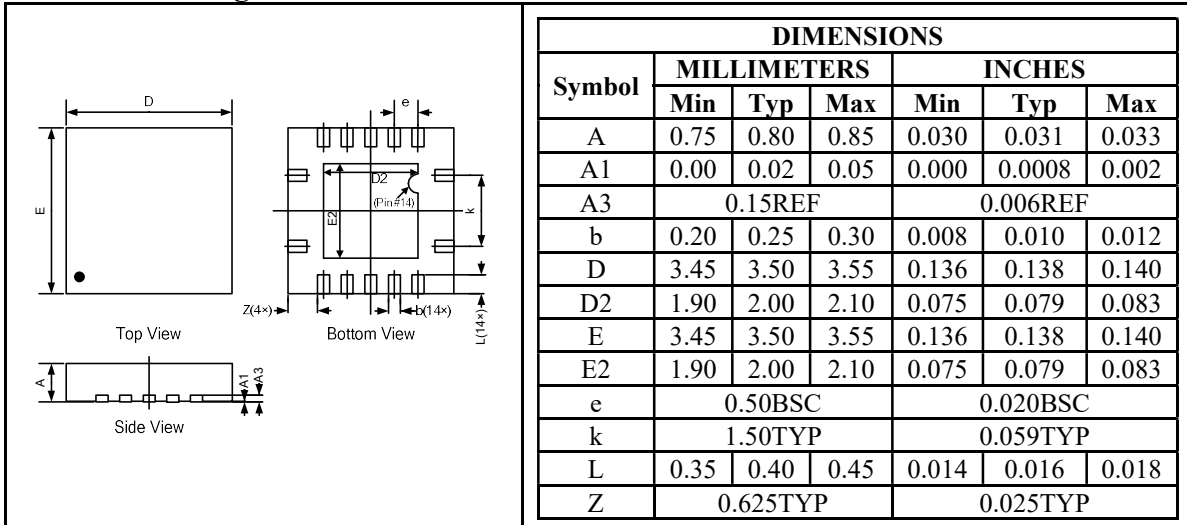 D
e
E
D2
(Pin #14)
E2
k
Z(4×)
b(14×)
L(14×)
Top View
Bottom View
A
A1
A3
Side View
DIMENSIONS
Symbol MILLIMETERS INCHES
Min Typ Max Min Typ Max
A 0.75 0.80 0.85 0.030 0.031 0.033
A1 0.00 0.02 0.05 0.000 0.0008 0.002
A3 0.15REF 0.006REF
b 0.20 0.25 0.30 0.008 0.010 0.012
D 3.45 3.50 3.55 0.136 0.138 0.140
D2 1.90 2.00 2.10 0.075 0.079 0.083
E 3.45 3.50 3.55 0.136 0.138 0.140
E2 1.90 2.00 2.10 0.075 0.079 0.083
e 0.50BSC 0.020BSC
k 1.50TYP 0.059TYP
L 0.35 0.40 0.45 0.014 0.016 0.018
Z 0.625TYP 0.025TYP